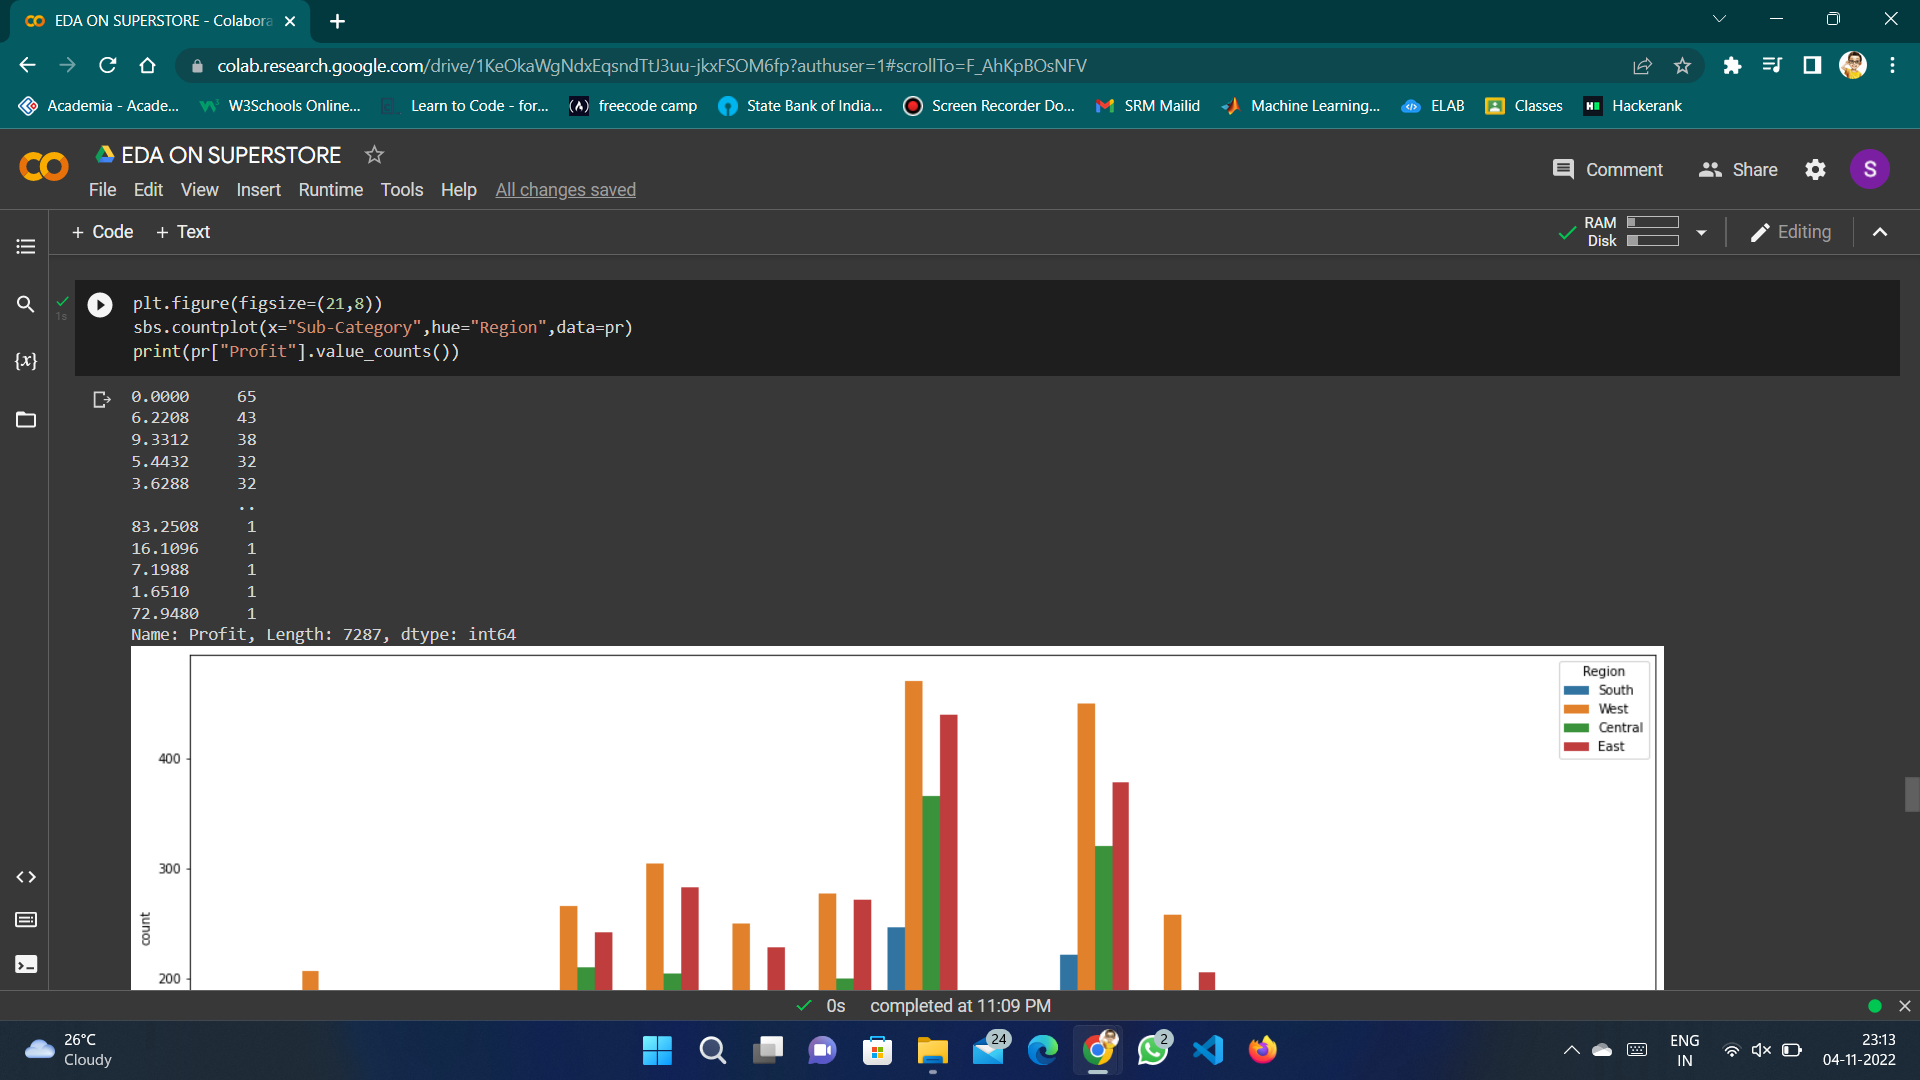 EDA ON SUPERSTORE - Colabora
colab.research.google.com/drive/1KeOkaWgNdxEqsndTtJ3uu-jkxFSOM6fp?authuser=1#scrollTo=F_AhKpBOsNFV
Academia - Acade... W3Schools Online... Learn to Code - for... freecode camp State Bank of India... Screen Recorder Do... SRM Mailid Machine Learning... ELAB Classes Hackerank
EDA ON SUPERSTORE
File Edit View Insert Runtime Tools Help All changes saved
Comment Share S
+ Code + Text
RAM
Disk
Editing
1s
plt.figure(figsize=(21,8))
sbs.countplot(x="Sub-Category",hue="Region",data=pr)
print(pr["Profit"].value_counts())
0.0000 65
6.2208 43
9.3312 38
5.4432 32
3.6288 32
..
83.2508 1
16.1096 1
7.1988 1
1.6510 1
72.9480 1
Name: Profit, Length: 7287, dtype: int64
Region
South
West
Central
East
400
300
200
count
0s completed at 11:09 PM
26°C
Cloudy
24
2
ENG
IN
23:13
04-11-2022